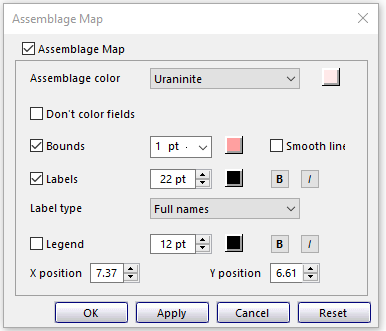 Assemblage Map
Assemblage Map
Assemblage color Uraninite
Don't color fields
Bounds 1 pt Smooth line
Labels 22 pt B I
Label type Full names
Legend 12 pt B I
X position 7.37 Y position 6.61
OK Apply Cancel Reset